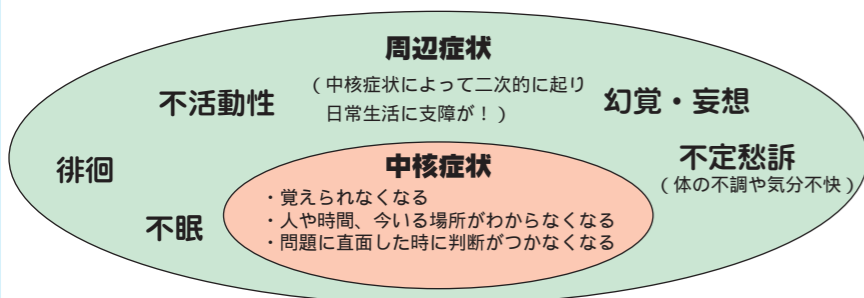 周辺症状
（中核症状によって二次的に起り
日常生活に支障が！）
不活動性
幻覚・妄想
徘徊
不定愁訴
（体の不調や気分不快）
不眠
中核症状
・覚えられなくなる
・人や時間、今いる場所がわからなくなる
・問題に直面した時に判断がつかなくなる